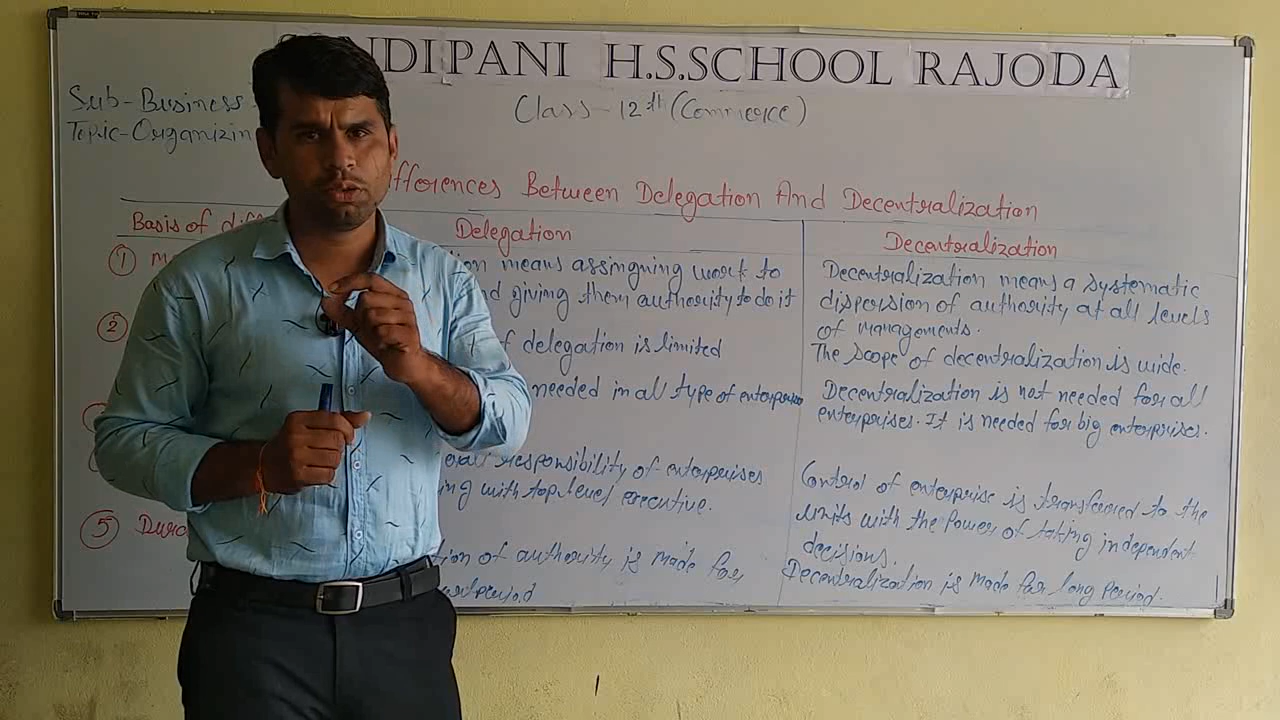 DIPANI H.S.SCHOOL RAJODA
Sub-Business
Class-12th (Commerce)
Topic-Organizin
fferences Between Delegation And Decentralization
Basis of diff
Delegation
Decentralization
① M
ion means assingning work to
nd giving them authority to do it
Decentralization means a systematic
dispersion of authority at all levels
of managements.
②
f delegation is limited
The scope of decentralization is wide.
needed in all type of enterprises
Decentralization is not needed for all
enterprises. It is needed for big enterprises.
erall responsibility of enterprises
ing with top level executive.
Control of enterprise is transferred to the
units with the Power of taking independent
decisions.
⑤ Dura
tion of authority is made for
period
Decentralization is made for long Period.